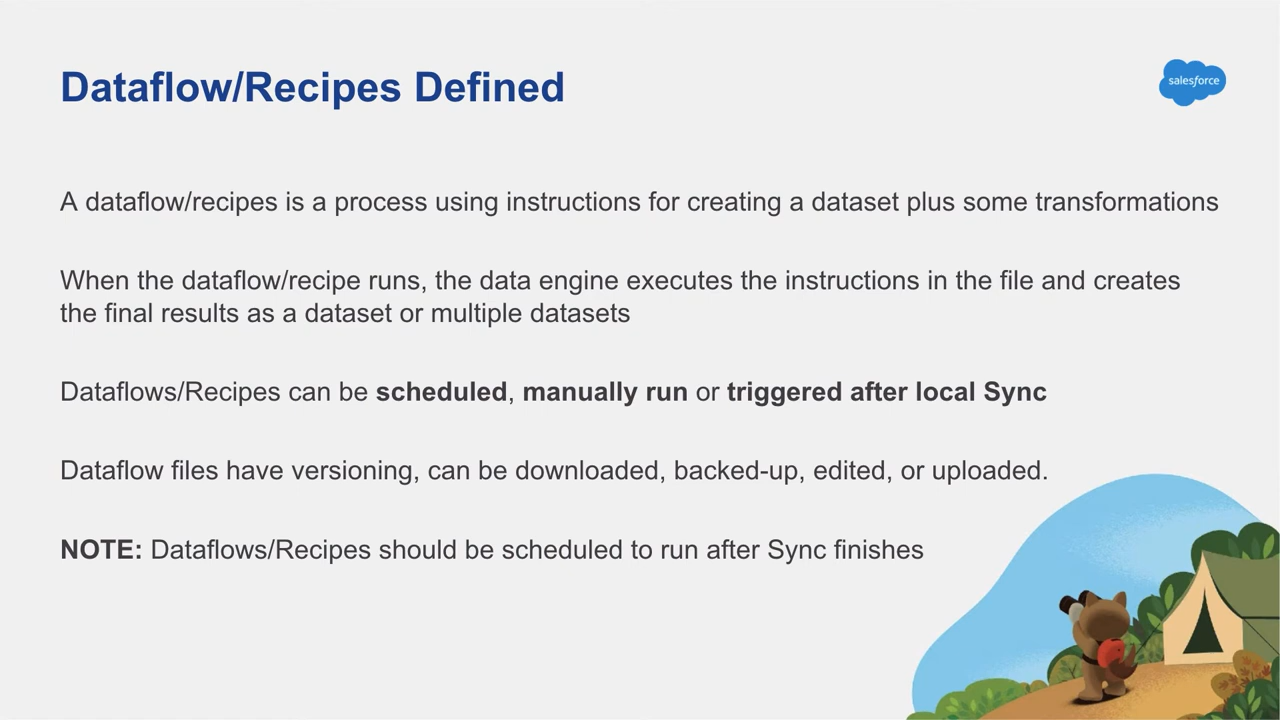 Dataflow/Recipes Defined
salesforce
A dataflow/recipes is a process using instructions for creating a dataset plus some transformations
When the dataflow/recipe runs, the data engine executes the instructions in the file and creates
the final results as a dataset or multiple datasets
Dataflows/Recipes can be scheduled, manually run or triggered after local Sync
Dataflow files have versioning, can be downloaded, backed-up, edited, or uploaded.
NOTE: Dataflows/Recipes should be scheduled to run after Sync finishes